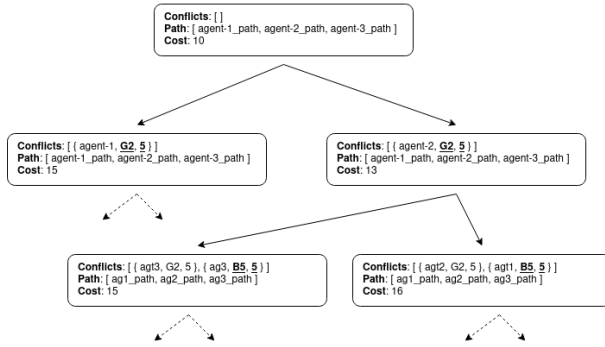 Conflicts: [ ]
Path: [ agent-1_path, agent-2_path, agent-3_path ]
Cost: 10
Conflicts: [ { agent-1, G2, 5 } ]
Path: [ agent-1_path, agent-2_path, agent-3_path ]
Cost: 15
Conflicts: [ { agent-2, G2, 5 } ]
Path: [ agent-1_path, agent-2_path, agent-3_path ]
Cost: 13
Conflicts: [ { agt3, G2, 5 }, { ag3, B5, 5 } ]
Path: [ ag1_path, ag2_path, ag3_path ]
Cost: 15
Conflicts: [ { agt2, G2, 5 }, { agt1, B5, 5 } ]
Path: [ ag1_path, ag2_path, ag3_path ]
Cost: 16